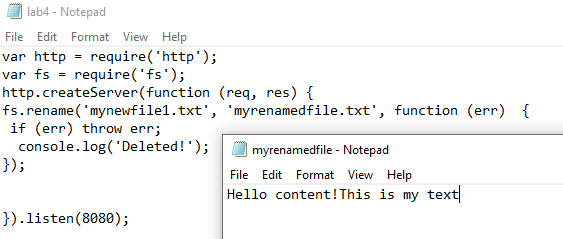 lab4 - Notepad
File Edit Format View Help
var http = require('http');
var fs = require('fs');
http.createServer(function (req, res) {
fs.rename('mynewfile1.txt', 'myrenamedfile.txt', function (err)  {
 if (err) throw err;
  console.log('Deleted!');
});
}).listen(8080);
myrenamedfile - Notepad
File Edit Format View Help
Hello content!This is my text